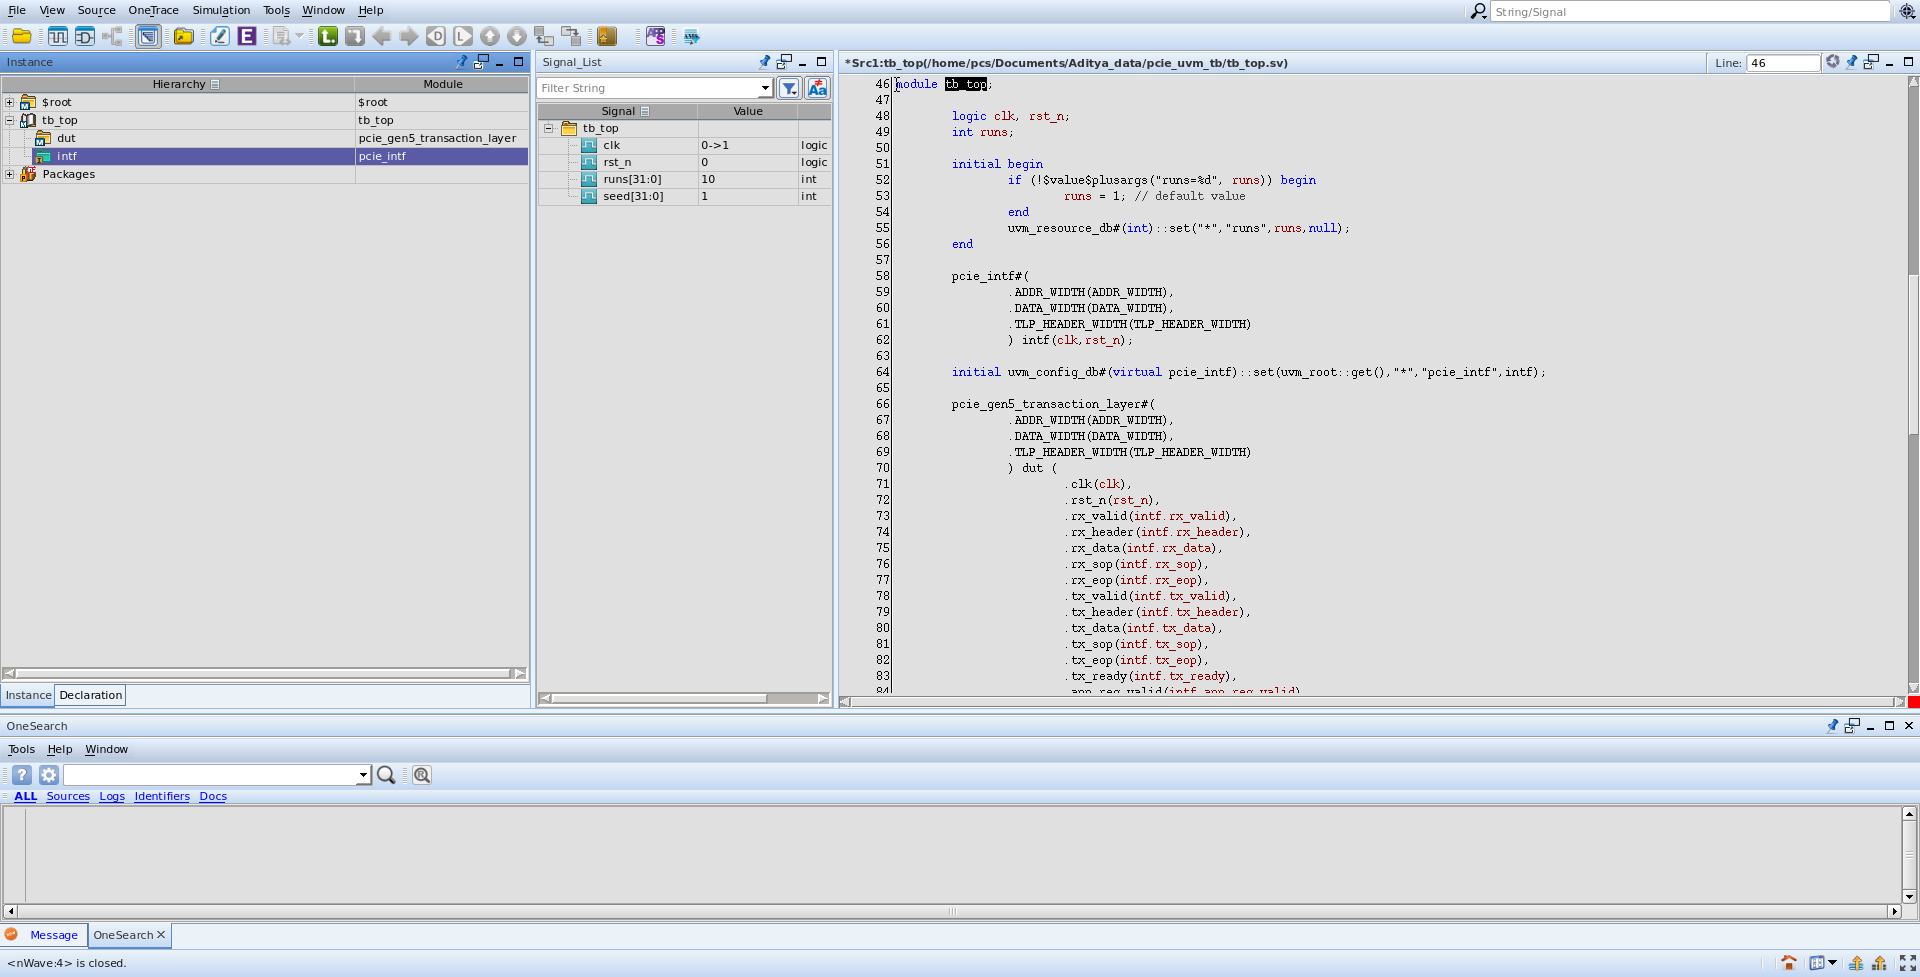 File View Source OneTrace Simulation Tools Window Help
String/Signal
Instance
Hierarchy Module
$root $root
tb_top tb_top
dut pcie_gen5_transaction_layer
intf pcie_intf
Packages
Instance Declaration
Signal_List
Filter String
Signal Value
tb_top
clk 0->1 logic
rst_n 0 logic
runs[31:0] 10 int
seed[31:0] 1 int
*Src1:tb_top(/home/pcs/Documents/Aditya_data/pcie_uvm_tb/tb_top.sv) Line: 46
46 module tb_top;
47
48 logic clk, rst_n;
49 int runs;
50
51 initial begin
52 if (!$value$plusargs("runs=%d", runs)) begin
53 runs = 1; // default value
54 end
55 uvm_resource_db#(int)::set("*","runs",runs,null);
56 end
57
58 pcie_intf#(
59 .ADDR_WIDTH(ADDR_WIDTH),
60 .DATA_WIDTH(DATA_WIDTH),
61 .TLP_HEADER_WIDTH(TLP_HEADER_WIDTH)
62 ) intf(clk,rst_n);
63
64 initial uvm_config_db#(virtual pcie_intf)::set(uvm_root::get(),"*","pcie_intf",intf);
65
66 pcie_gen5_transaction_layer#(
67 .ADDR_WIDTH(ADDR_WIDTH),
68 .DATA_WIDTH(DATA_WIDTH),
69 .TLP_HEADER_WIDTH(TLP_HEADER_WIDTH)
70 ) dut (
71 .clk(clk),
72 .rst_n(rst_n),
73 .rx_valid(intf.rx_valid),
74 .rx_header(intf.rx_header),
75 .rx_data(intf.rx_data),
76 .rx_sop(intf.rx_sop),
77 .rx_eop(intf.rx_eop),
78 .tx_valid(intf.tx_valid),
79 .tx_header(intf.tx_header),
80 .tx_data(intf.tx_data),
81 .tx_sop(intf.tx_sop),
82 .tx_eop(intf.tx_eop),
83 .tx_ready(intf.tx_ready),
84 .app_req_valid(intf.app_req_valid)
OneSearch
Tools Help Window
ALL Sources Logs Identifiers Docs
Message OneSearch
<nWave:4> is closed.